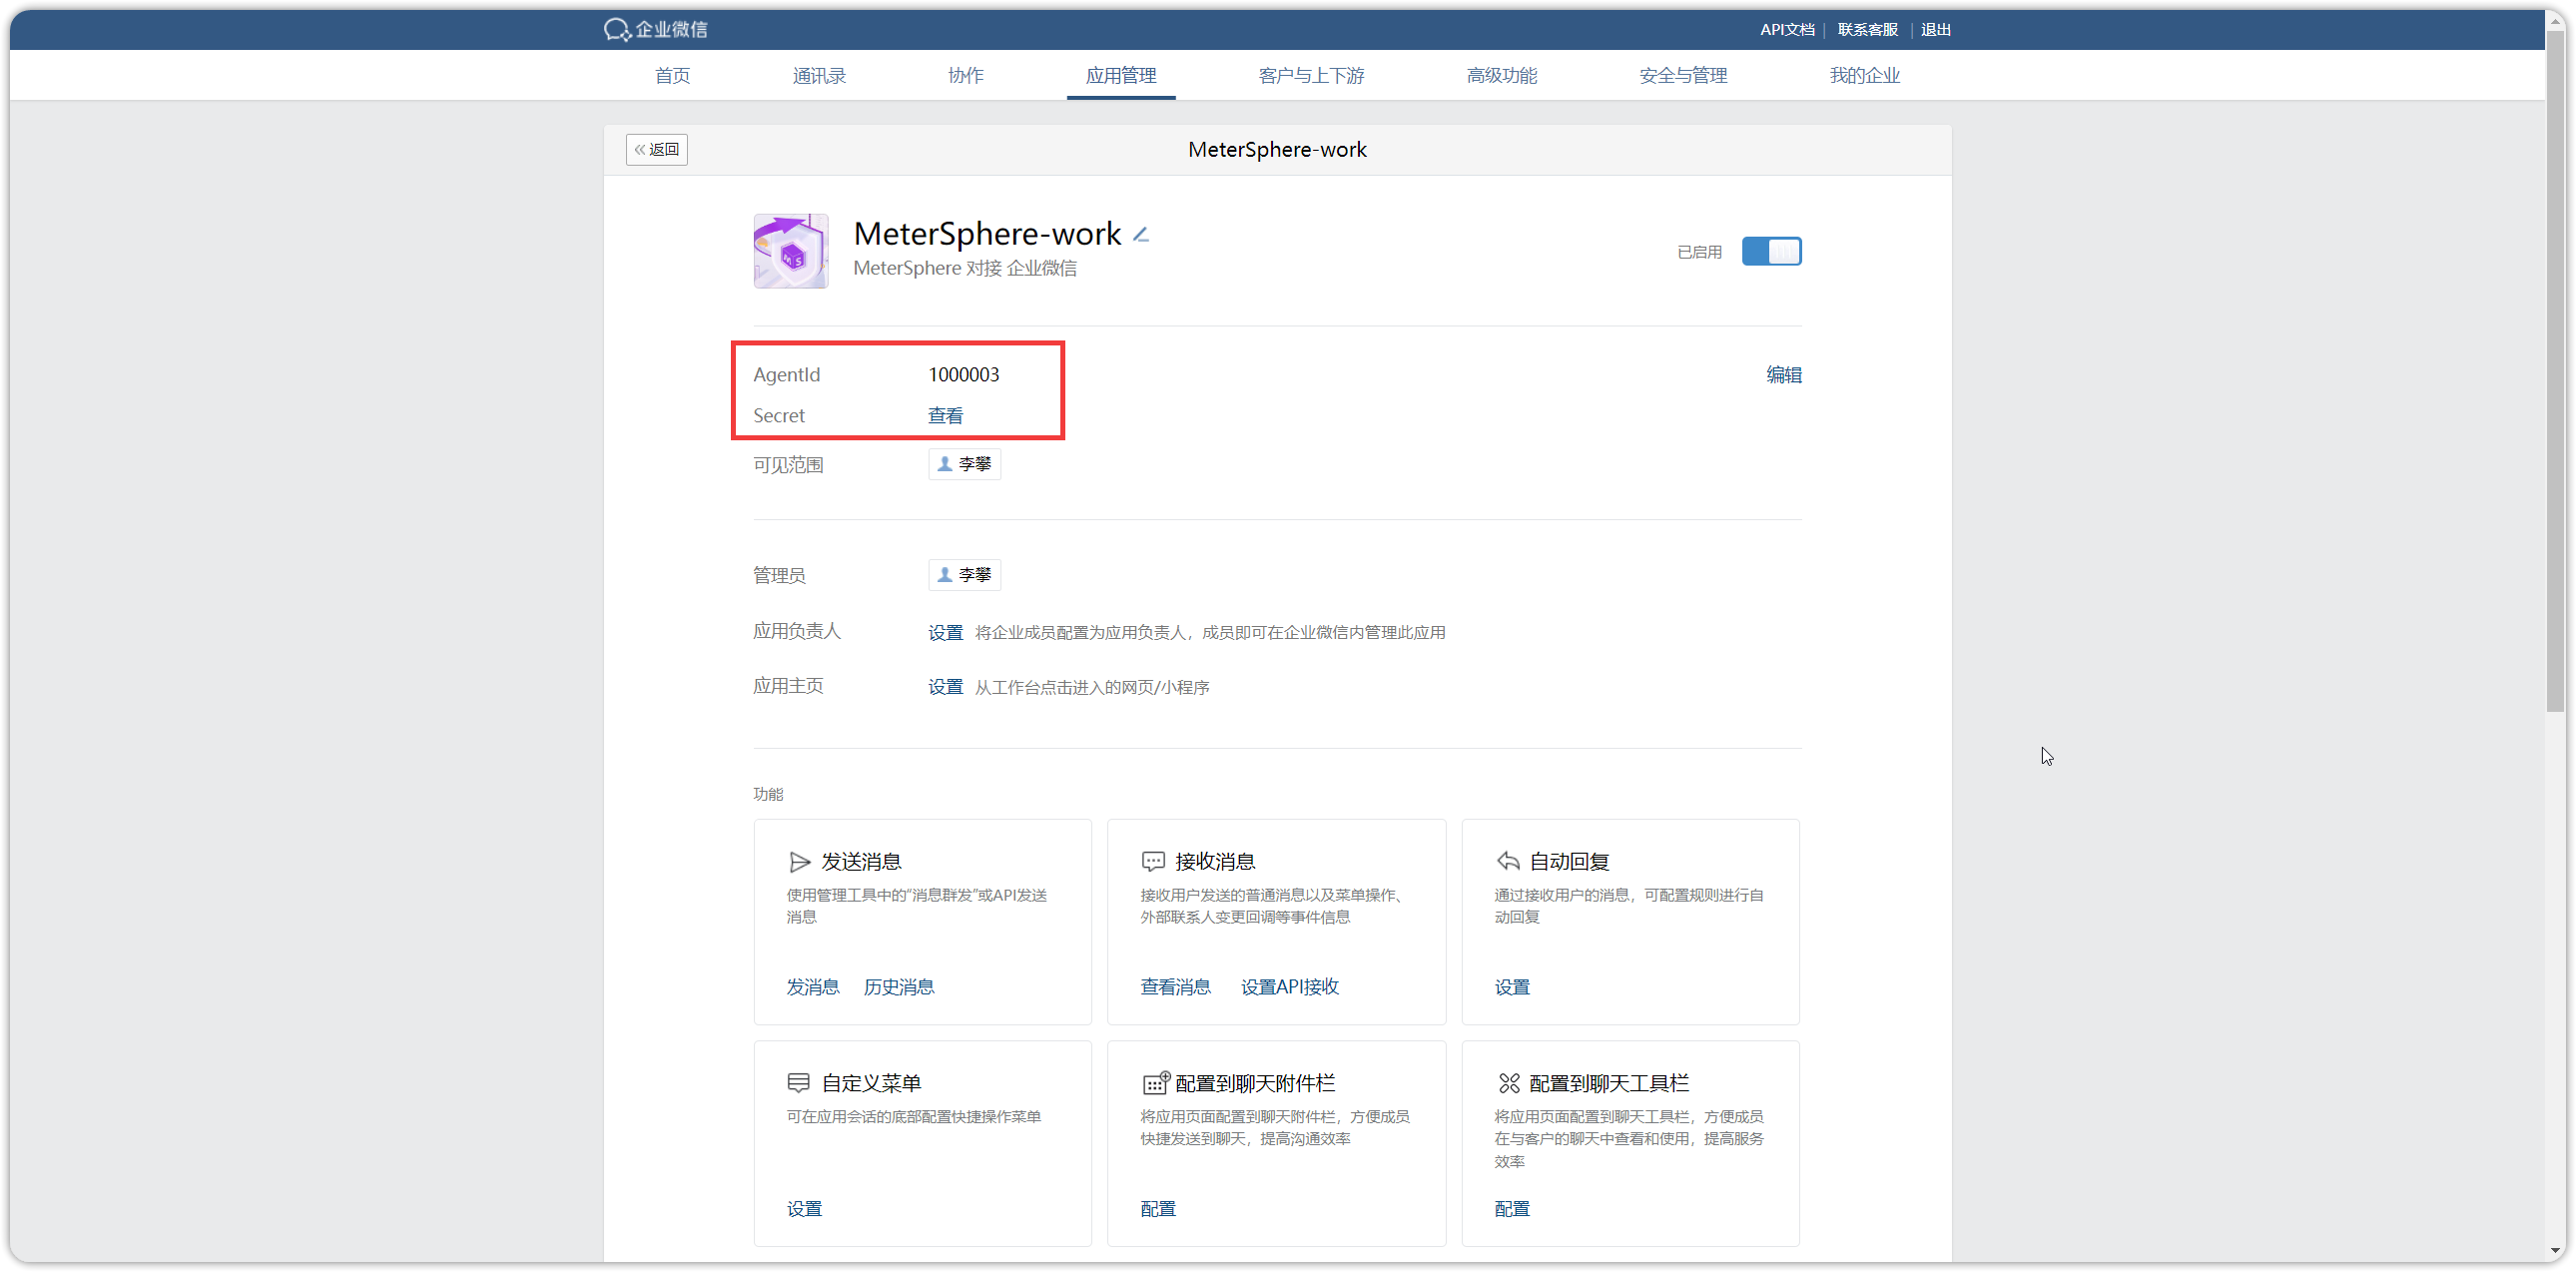 企业微信
API文档 | 联系客服 | 退出
首页 通讯录 协作 应用管理 客户与上下游 高级功能 安全与管理 我的企业
« 返回
MeterSphere-work
MeterSphere-work
MeterSphere 对接 企业微信
已启用
AgentId 1000003
编辑
Secret 查看
可见范围 李攀
管理员 李攀
应用负责人 设置 将企业成员配置为应用负责人，成员即可在企业微信内管理此应用
应用主页 设置 从工作台点击进入的网页/小程序
功能
发送消息
使用管理工具中的“消息群发”或API发送
消息
发消息 历史消息
接收消息
接收用户发送的普通消息以及菜单操作、
外部联系人变更回调等事件信息
查看消息 设置API接收
自动回复
通过接收用户的消息，可配置规则进行自
动回复
设置
自定义菜单
可在应用会话的底部配置快捷操作菜单
设置
配置到聊天附件栏
将应用页面配置到聊天附件栏，方便成员
快捷发送到聊天，提高沟通效率
配置
配置到聊天工具栏
将应用页面配置到聊天工具栏，方便成员
在与客户的聊天中查看和使用，提高服务
效率
配置